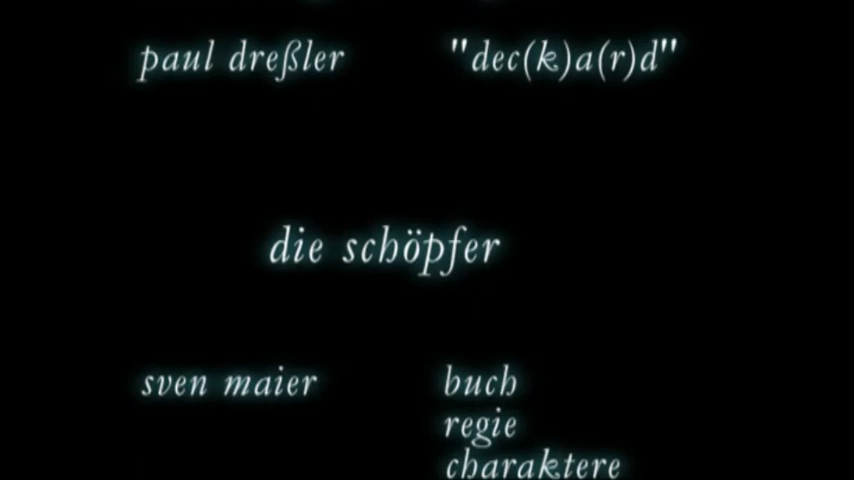 paul dreßler "dec(k)a(r)d"
die schöpfer
sven maier buch
regie
charaktere